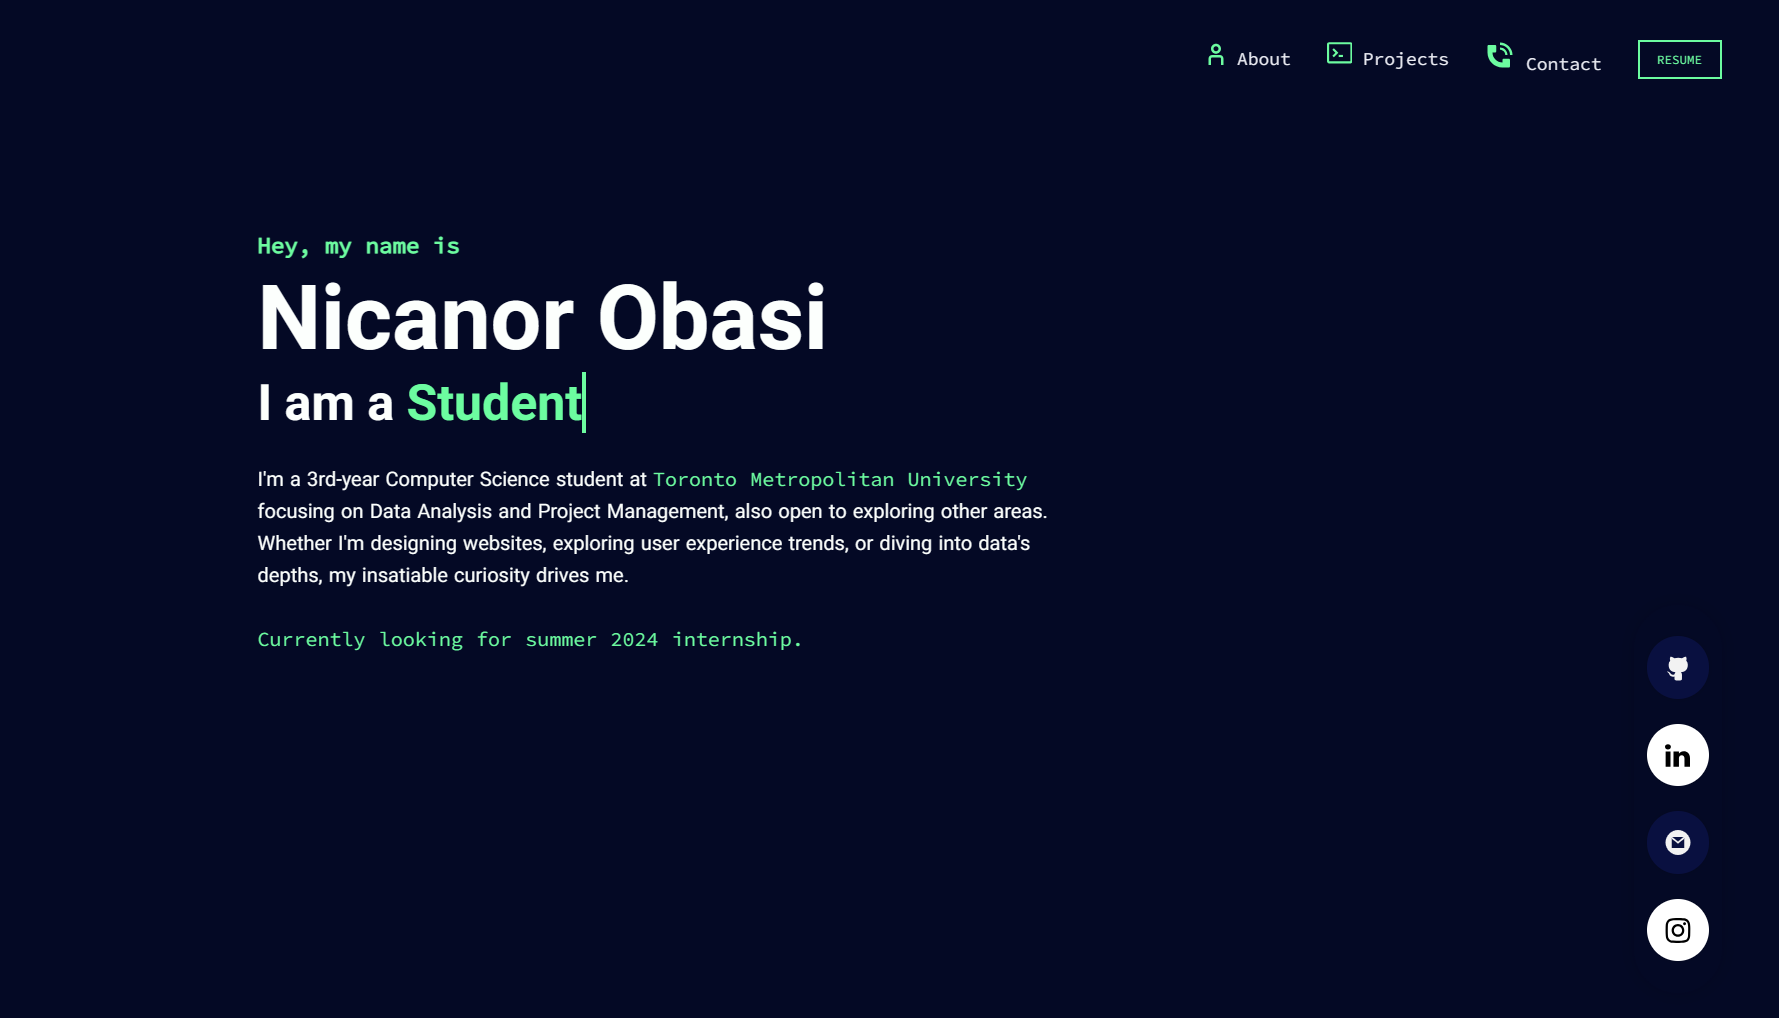 About
Projects
Contact
RESUME
Hey, my name is
Nicanor Obasi
I am a Student
I'm a 3rd-year Computer Science student at Toronto Metropolitan University
focusing on Data Analysis and Project Management, also open to exploring other areas.
Whether I'm designing websites, exploring user experience trends, or diving into data's
depths, my insatiable curiosity drives me.
Currently looking for summer 2024 internship.
in